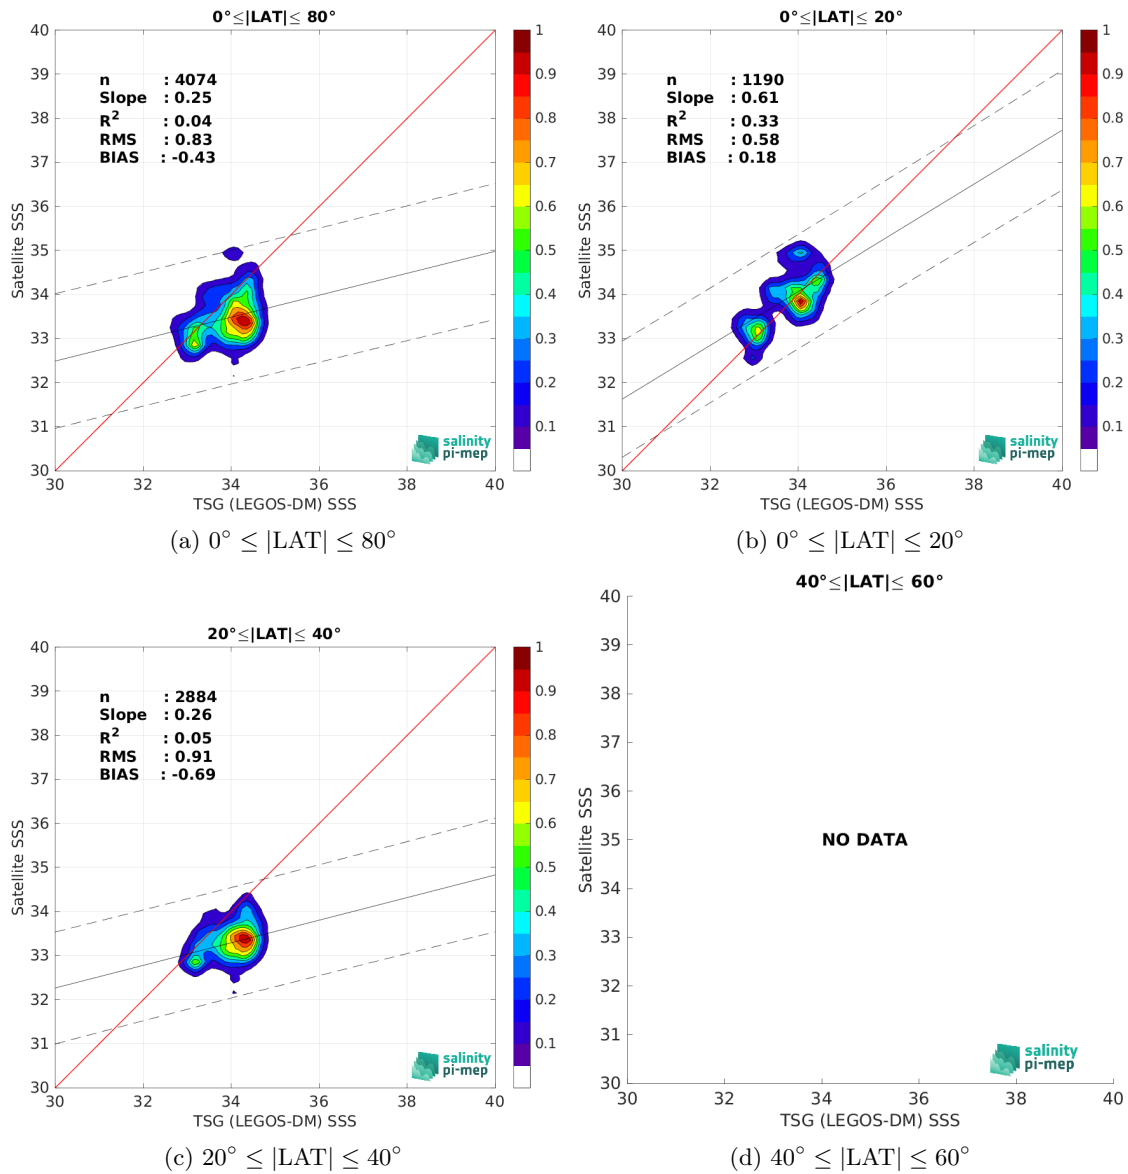 0°≤|LAT|≤ 80°
40
39
38
37
36
35
34
33
32
31
30
Satellite SSS
n : 4074
Slope : 0.25
R² : 0.04
RMS : 0.83
BIAS : -0.43
1
0.9
0.8
0.7
0.6
0.5
0.4
0.3
0.2
0.1
salinity
pi-mep
30 32 34 36 38 40
TSG (LEGOS-DM) SSS
(a) 0° ≤ |LAT| ≤ 80°
0°≤|LAT|≤ 20°
40
39
38
37
36
35
34
33
32
31
30
Satellite SSS
n : 1190
Slope : 0.61
R² : 0.33
RMS : 0.58
BIAS : 0.18
1
0.9
0.8
0.7
0.6
0.5
0.4
0.3
0.2
0.1
salinity
pi-mep
30 32 34 36 38 40
TSG (LEGOS-DM) SSS
(b) 0° ≤ |LAT| ≤ 20°
20°≤|LAT|≤ 40°
40
39
38
37
36
35
34
33
32
31
30
Satellite SSS
n : 2884
Slope : 0.26
R² : 0.05
RMS : 0.91
BIAS : -0.69
1
0.9
0.8
0.7
0.6
0.5
0.4
0.3
0.2
0.1
salinity
pi-mep
30 32 34 36 38 40
TSG (LEGOS-DM) SSS
(c) 20° ≤ |LAT| ≤ 40°
40°≤|LAT|≤ 60°
40
39
38
37
36
35
34
33
32
31
30
Satellite SSS
NO DATA
salinity
pi-mep
30 32 34 36 38 40
TSG (LEGOS-DM) SSS
(d) 40° ≤ |LAT| ≤ 60°